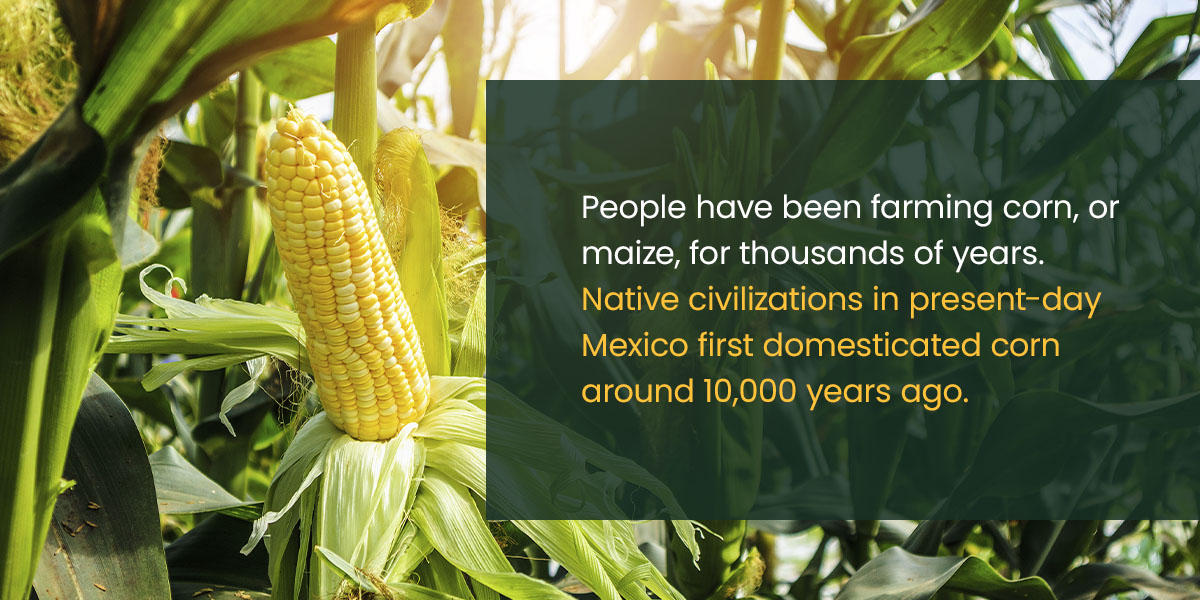 People have been farming corn, or
maize, for thousands of years.
Native civilizations in present-day
Mexico first domesticated corn
around 10,000 years ago.